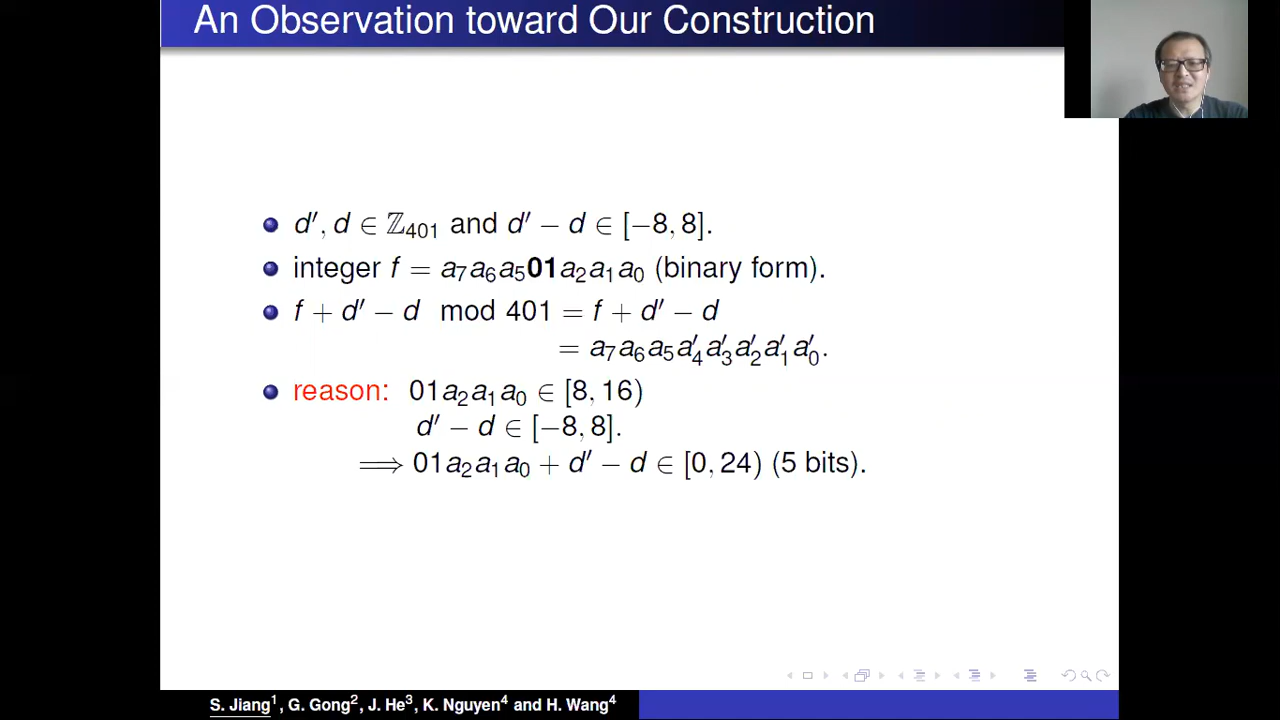 An Observation toward Our Construction
d′, d ∈ ℤ₄₀₁ and d′ − d ∈ [−8, 8].
integer f = a₇a₆a₅01a₂a₁a₀ (binary form).
f + d′ − d mod 401 = f + d′ − d
= a₇a₆a₅a′₄a′₃a′₂a′₁a′₀.
reason: 01a₂a₁a₀ ∈ [8, 16)
d′ − d ∈ [−8, 8].
⟹ 01a₂a₁a₀ + d′ − d ∈ [0, 24) (5 bits).
S. Jiang¹, G. Gong², J. He³, K. Nguyen⁴ and H. Wang⁴